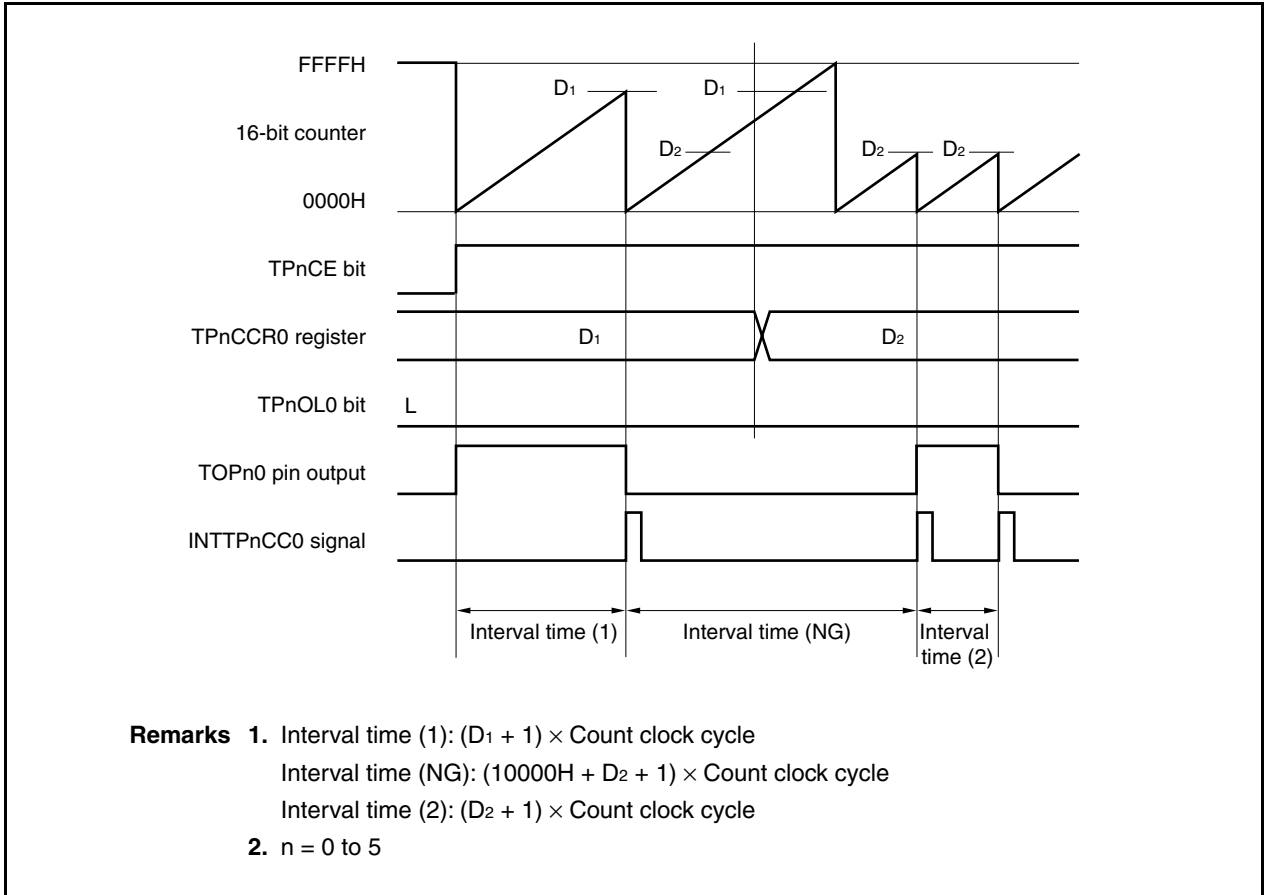 FFFFH
D1 D1
16-bit counter
D2 D2 D2
0000H
TPnCE bit
TPnCCR0 register D1 D2
TPnOL0 bit L
TOPn0 pin output
INTTPnCC0 signal
Interval time (1) Interval time (NG) Interval
time (2)
Remarks 1. Interval time (1): (D1 + 1) × Count clock cycle
Interval time (NG): (10000H + D2 + 1) × Count clock cycle
Interval time (2): (D2 + 1) × Count clock cycle
2. n = 0 to 5